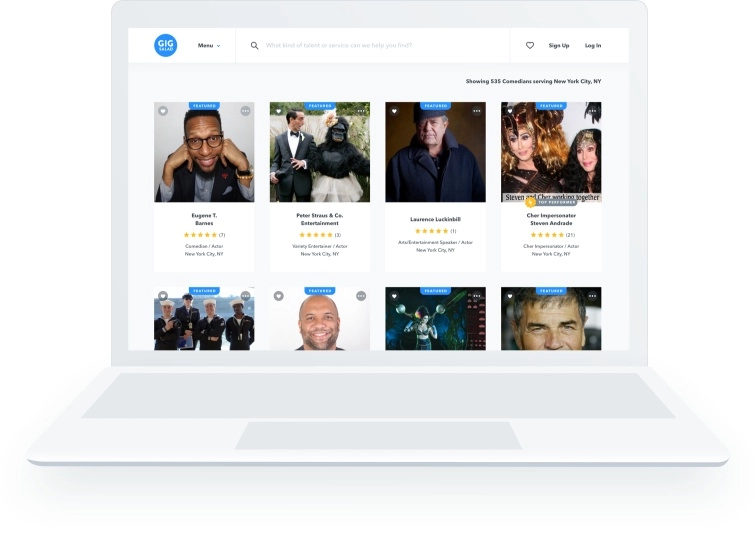 GIG
SALAD
Menu
What kind of talent or service can we help you find?
Sign Up
Log In
Showing 535 Comedians serving New York City, NY
FEATURED
FEATURED
FEATURED
FEATURED
Steven and Cher working together
TOP PERFORMER
Eugene T.
Barnes
(7)
Comedian / Actor
New York City, NY
Peter Straus & Co.
Entertainment
(3)
Variety Entertainer / Actor
New York City, NY
Laurence Luckinbill
(1)
Arts/Entertainment Speaker / Actor
New York City, NY
Cher Impersonator
Steven Andrade
(21)
Cher Impersonator / Actor
New York City, NY
FEATURED
FEATURED
FEATURED
FEATURED